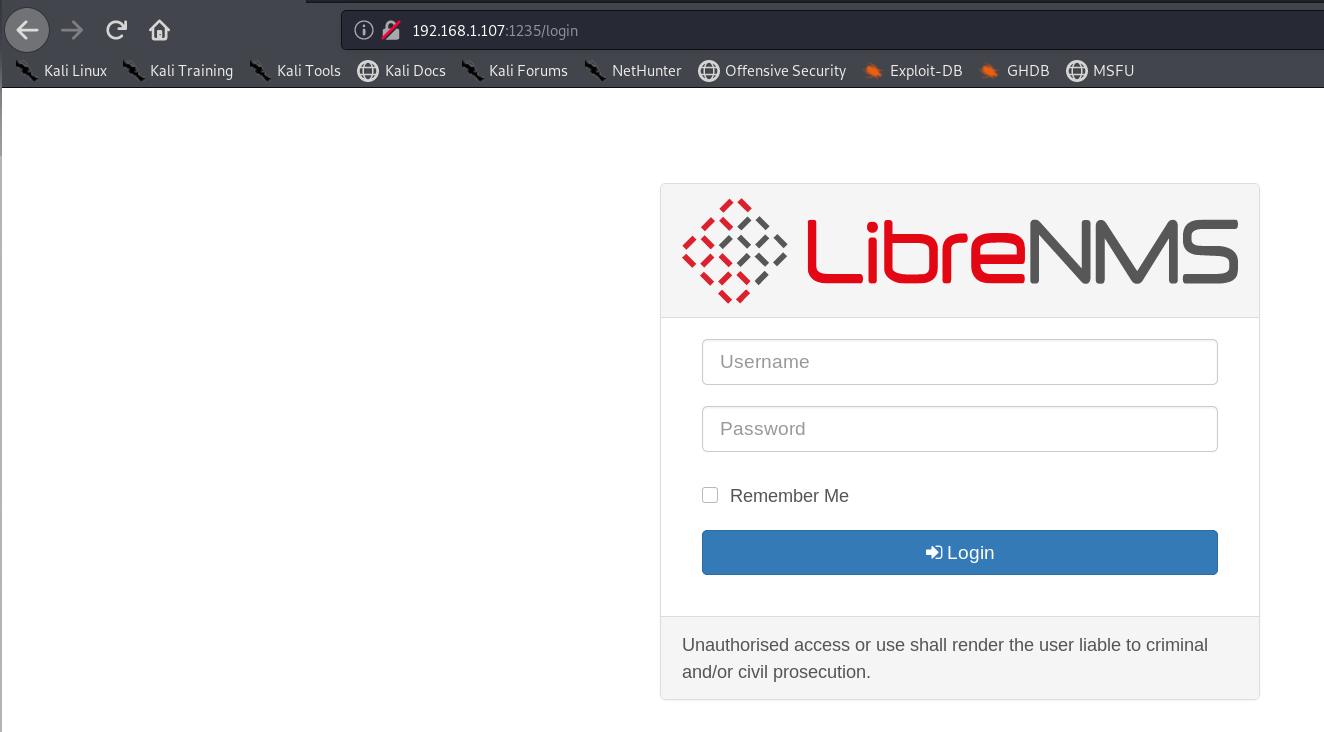 192.168.1.107:1235/login
Kali Linux Kali Training Kali Tools Kali Docs Kali Forums NetHunter Offensive Security Exploit-DB GHDB MSFU
LibreNMS
Username
Password
Remember Me
Login
Unauthorised access or use shall render the user liable to criminal
and/or civil prosecution.